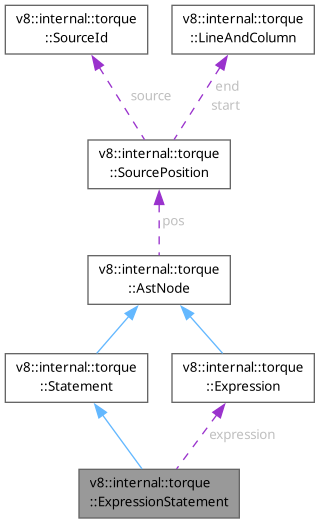 v8::internal::torque
::SourceId
v8::internal::torque
::LineAndColumn
source
end
start
v8::internal::torque
::SourcePosition
pos
v8::internal::torque
::AstNode
v8::internal::torque
::Statement
v8::internal::torque
::Expression
expression
v8::internal::torque
::ExpressionStatement